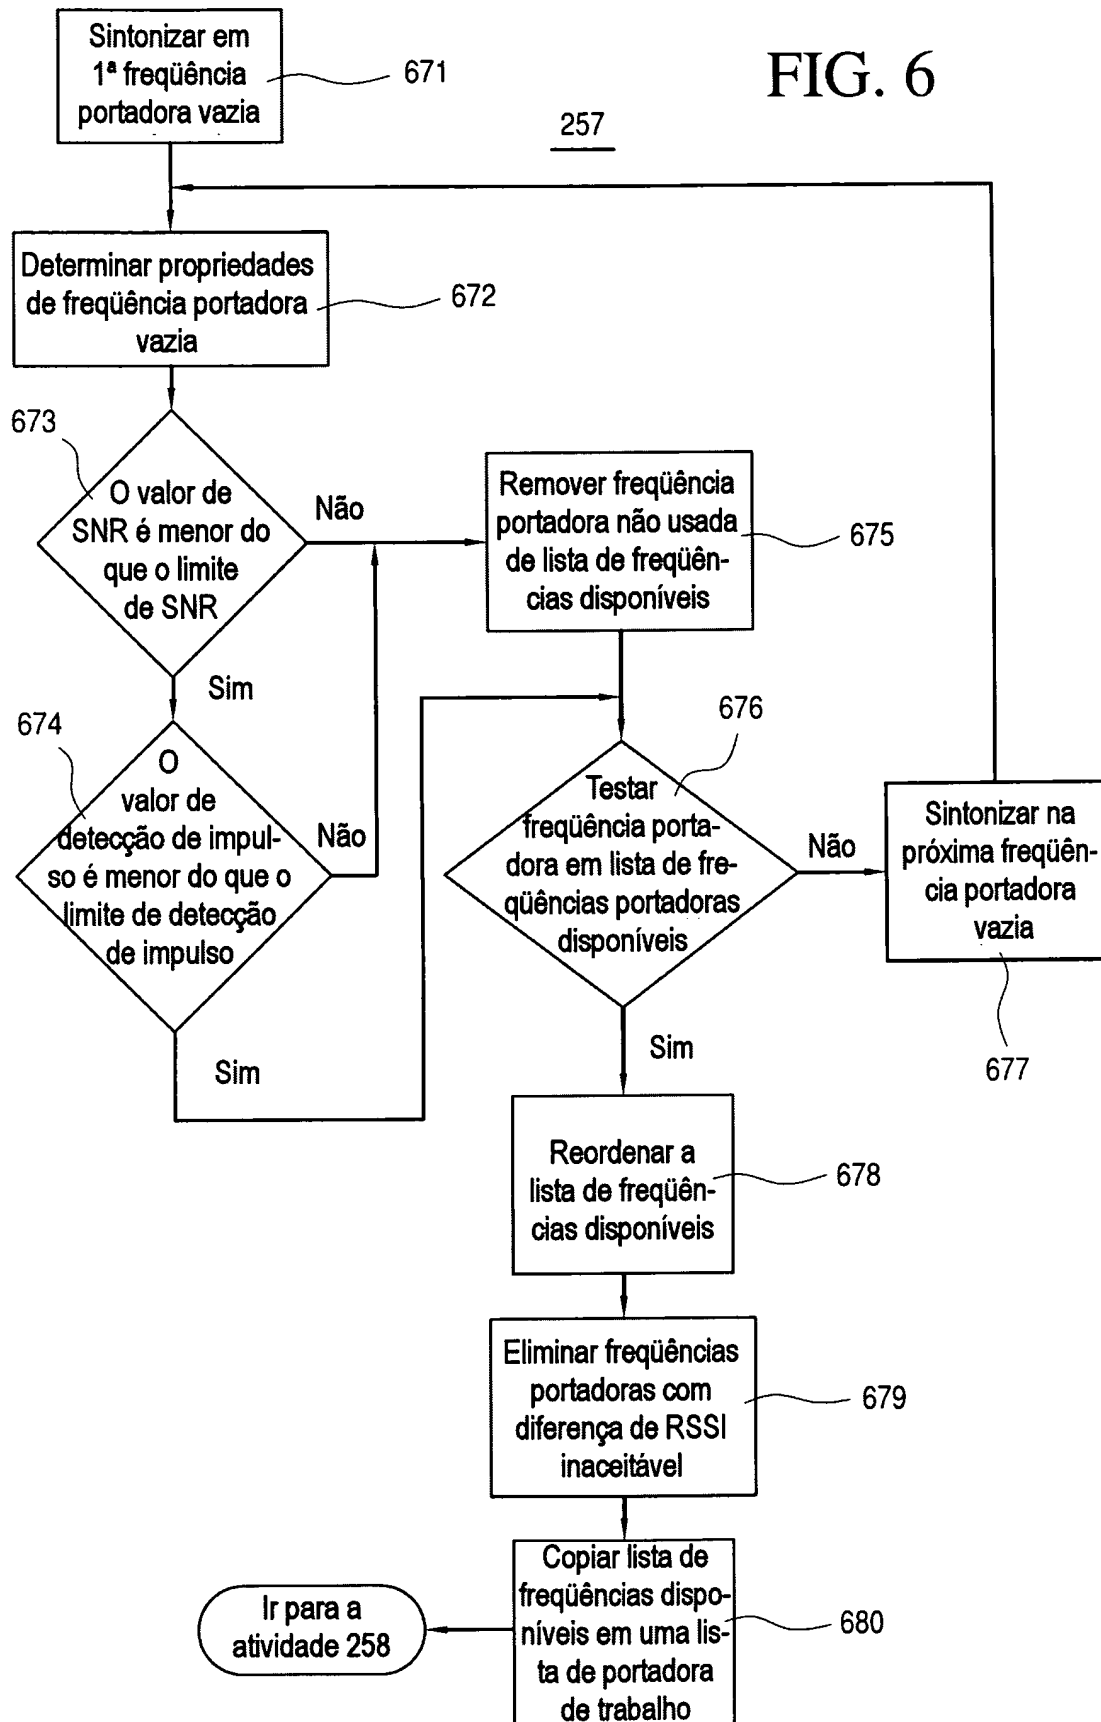 FIG. 6
257
Sintonizar em
1ª freqüência
portadora vazia
671
Determinar propriedades
de freqüência portadora
vazia
672
673
O valor de
SNR é menor do
que o limite
de SNR
Não
Sim
674
O
valor de
detecção de impul-
so é menor do que o
limite de detecção
de impulso
Não
Sim
Remover freqüência
portadora não usada
de lista de freqüên-
cias disponíveis
675
676
Testar
freqüência porta-
dora em lista de fre-
qüências portadoras
disponíveis
Não
Sim
Sintonizar na
próxima freqüên-
cia portadora
vazia
677
Reordenar a
lista de freqüên-
cias disponíveis
678
Eliminar freqüências
portadoras com
diferença de RSSI
inaceitável
679
Copiar lista de
freqüências dispo-
níveis em uma lis-
ta de portadora
de trabalho
680
Ir para a
atividade 258